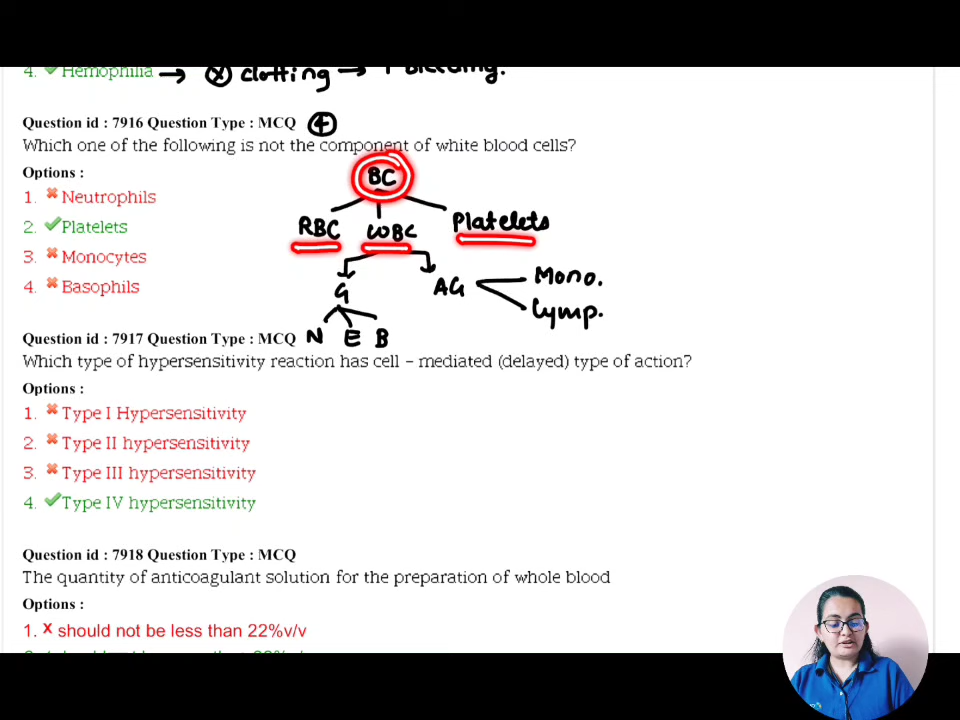 4. Hemophilia → clotting → bleeding.
Question id : 7916 Question Type : MCQ 4
Which one of the following is not the component of white blood cells?
Options :
BC
1. Neutrophils
RBC WBC Platelets
2. Platelets
3. Monocytes
G AG Mono.
4. Basophils
Lymp.
N E B
Question id : 7917 Question Type : MCQ
Which type of hypersensitivity reaction has cell – mediated (delayed) type of action?
Options :
1. Type I Hypersensitivity
2. Type II hypersensitivity
3. Type III hypersensitivity
4. Type IV hypersensitivity
Question id : 7918 Question Type : MCQ
The quantity of anticoagulant solution for the preparation of whole blood
Options :
1. x should not be less than 22%v/v